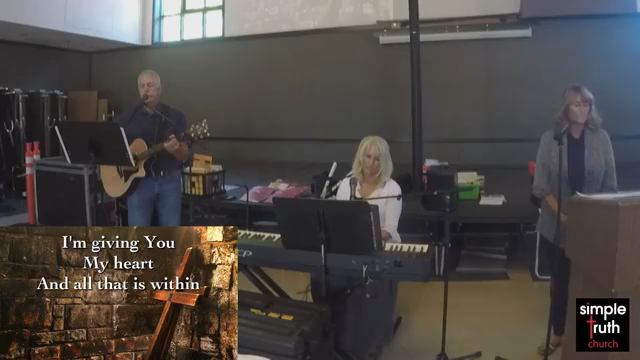 I'm giving You
My heart
And all that is within
simple
truth
church